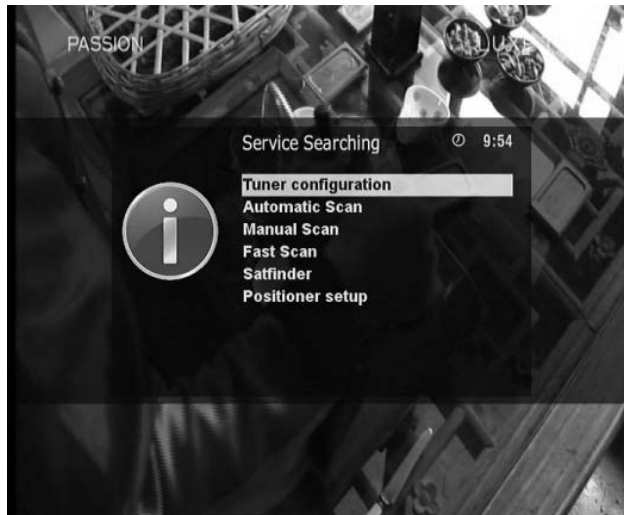 PASSION
Service Searching 9:54
Tuner configuration
Automatic Scan
Manual Scan
Fast Scan
Satfinder
Positioner setup